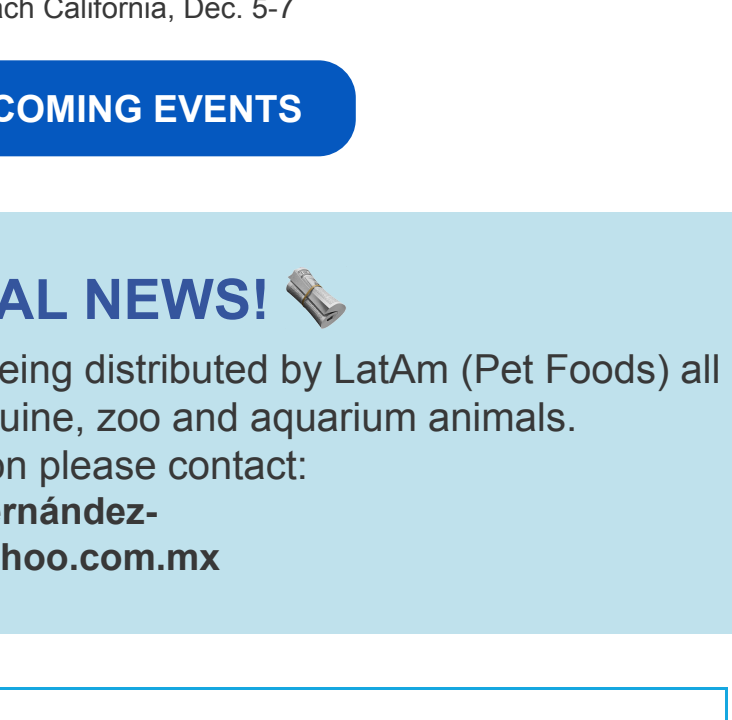 ach California, Dec. 5-7
COMING EVENTS
AL NEWS!
eing distributed by LatAm (Pet Foods) all
uine, zoo and aquarium animals.
on please contact:
ernández-
hoo.com.mx